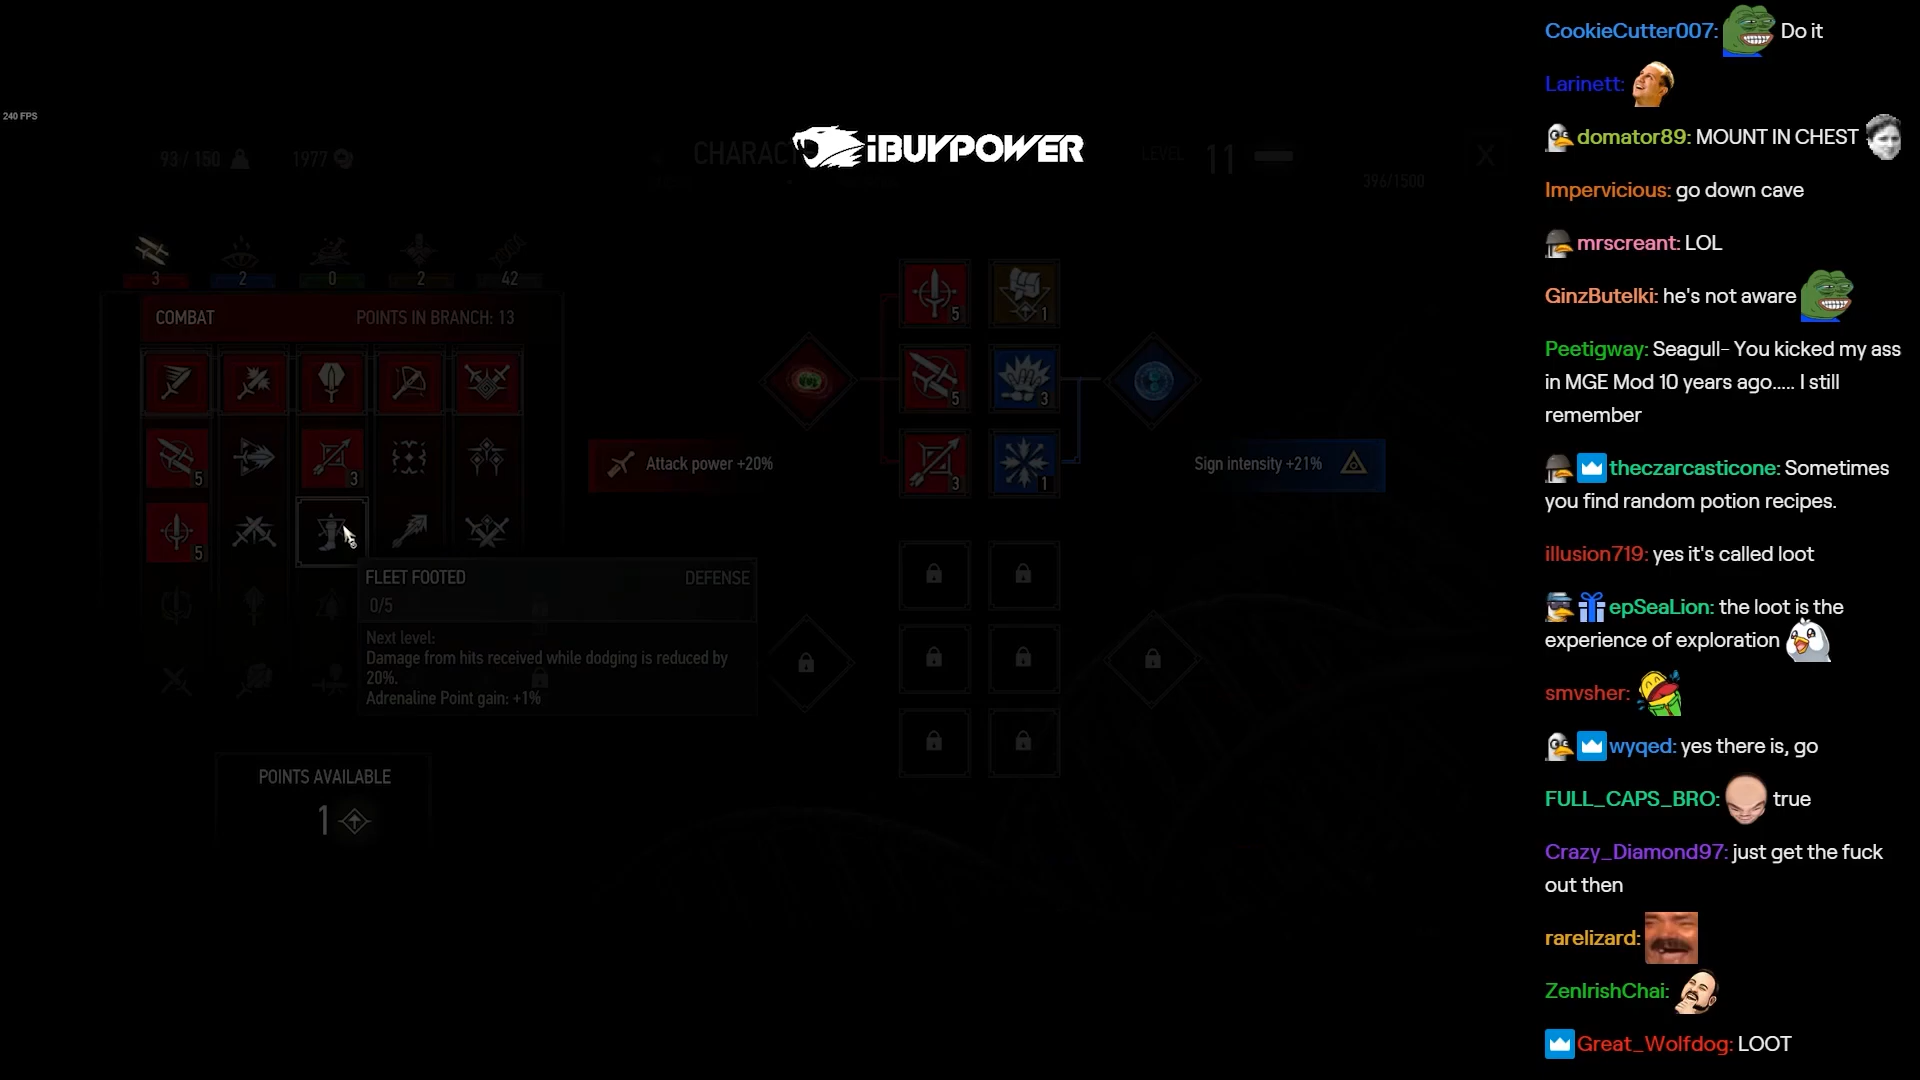 240 FPS
93 / 150
1977
CHARACT
iBUYPOWER
LEVEL
11
396/1500
X
3
2
0
2
42
COMBAT
POINTS IN BRANCH: 13
5
3
5
FLEET FOOTED
DEFENSE
0/5
Next level:
Damage from hits received while dodging is reduced by
20%.
Adrenaline Point gain: +1%
POINTS AVAILABLE
1
Attack power +20%
5
1
5
3
3
1
Sign intensity +21%
CookieCutter007: Do it
Larinett:
domator89: MOUNT IN CHEST
Impervicious: go down cave
mrscreant: LOL
GinzButelki: he's not aware
Peetigway: Seagull- You kicked my ass
in MGE Mod 10 years ago..... I still
remember
theczarcasticone: Sometimes
you find random potion recipes.
illusion719: yes it's called loot
epSeaLion: the loot is the
experience of exploration
smvsher:
wyqed: yes there is, go
FULL_CAPS_BRO: true
Crazy_Diamond97: just get the fuck
out then
rarelizard:
ZenIrishChai:
Great_Wolfdog: LOOT